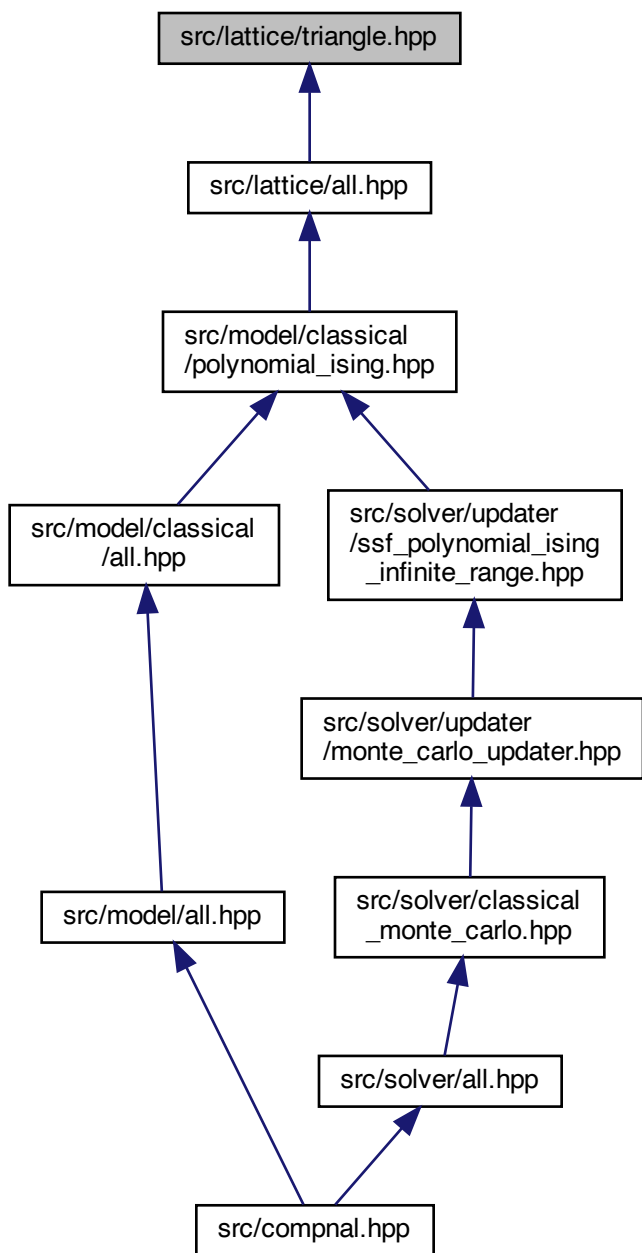 src/lattice/triangle.hpp
src/lattice/all.hpp
src/model/classical
/polynomial_ising.hpp
src/model/classical
/all.hpp
src/solver/updater
/ssf_polynomial_ising
_infinite_range.hpp
src/solver/updater
/monte_carlo_updater.hpp
src/model/all.hpp
src/solver/classical
_monte_carlo.hpp
src/solver/all.hpp
src/compnal.hpp